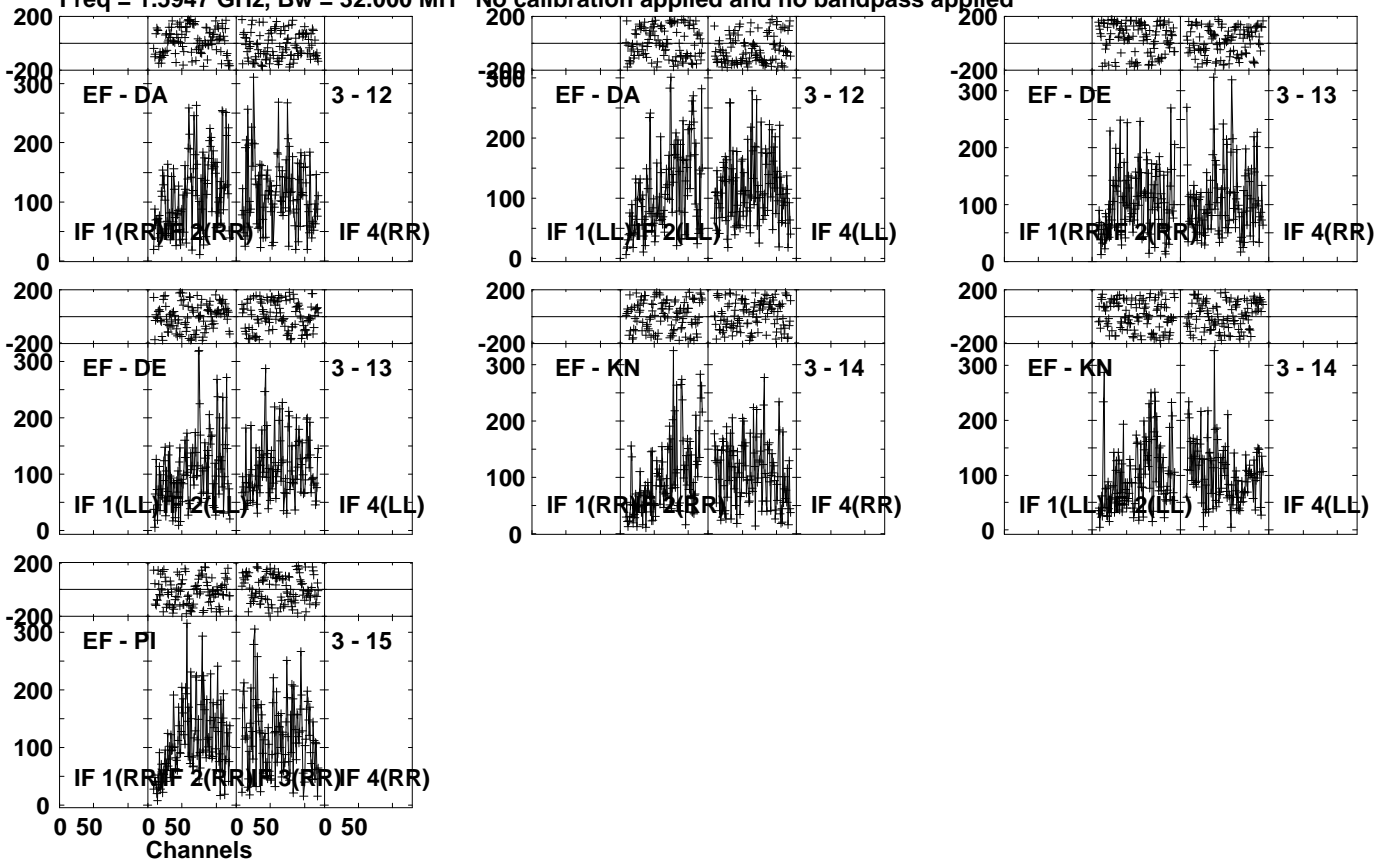 Freq = 1.5947 GHz, Bw = 32.000 MH No calibration applied and no bandpass applied
200
-200
300
200
100
0
EF - DA
3 - 12
IF 1(RR)
IF 2(RR)
IF 4(RR)
200
-200
300
200
100
0
EF - DA
3 - 12
IF 1(LL)
IF 2(LL)
IF 4(LL)
200
-200
300
200
100
0
EF - DE
3 - 13
IF 1(RR)
IF 2(RR)
IF 4(RR)
200
-200
300
200
100
0
EF - DE
3 - 13
IF 1(LL)
IF 2(LL)
IF 4(LL)
200
-200
300
200
100
0
EF - KN
3 - 14
IF 1(RR)
IF 2(RR)
IF 4(RR)
200
-200
300
200
100
0
EF - KN
3 - 14
IF 1(LL)
IF 2(LL)
IF 4(LL)
200
-200
300
200
100
0
EF - PI
3 - 15
IF 1(RR)
IF 2(RR)
IF 3(RR)
IF 4(RR)
0 50 0 50 0 50 0 50
Channels